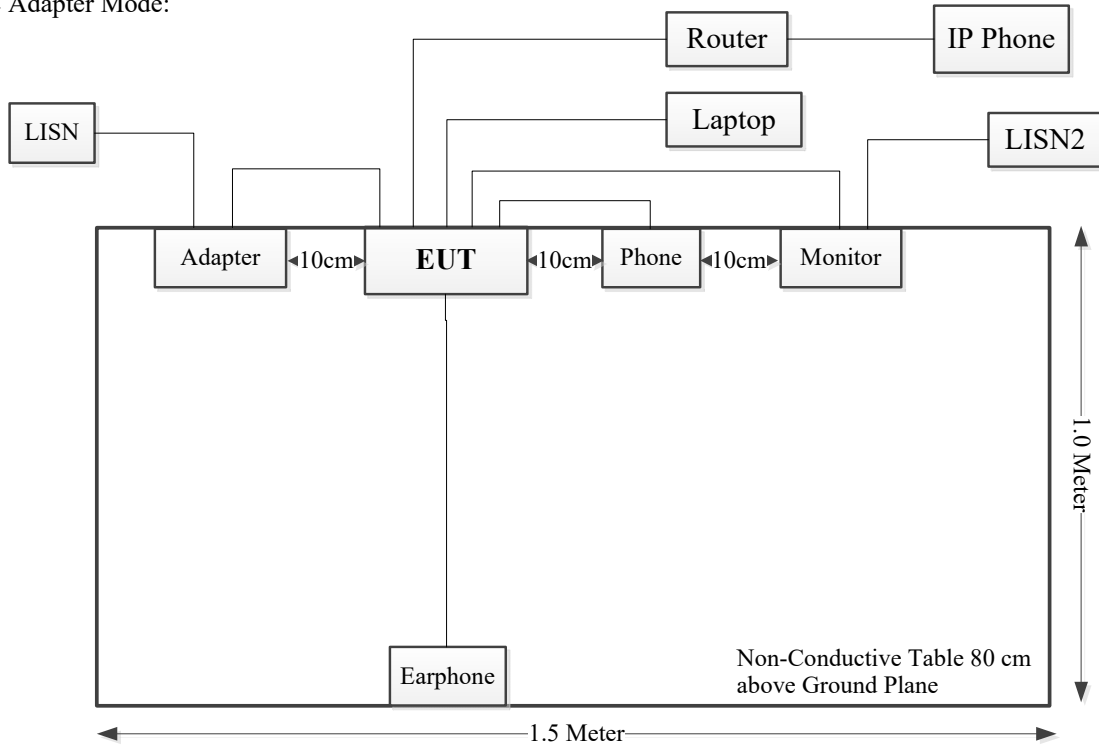 Adapter Mode:
Router
IP Phone
LISN
Laptop
LISN2
Adapter
10cm
EUT
10cm
Phone
10cm
Monitor
1.0 Meter
Earphone
Non-Conductive Table 80 cm
above Ground Plane
1.5 Meter